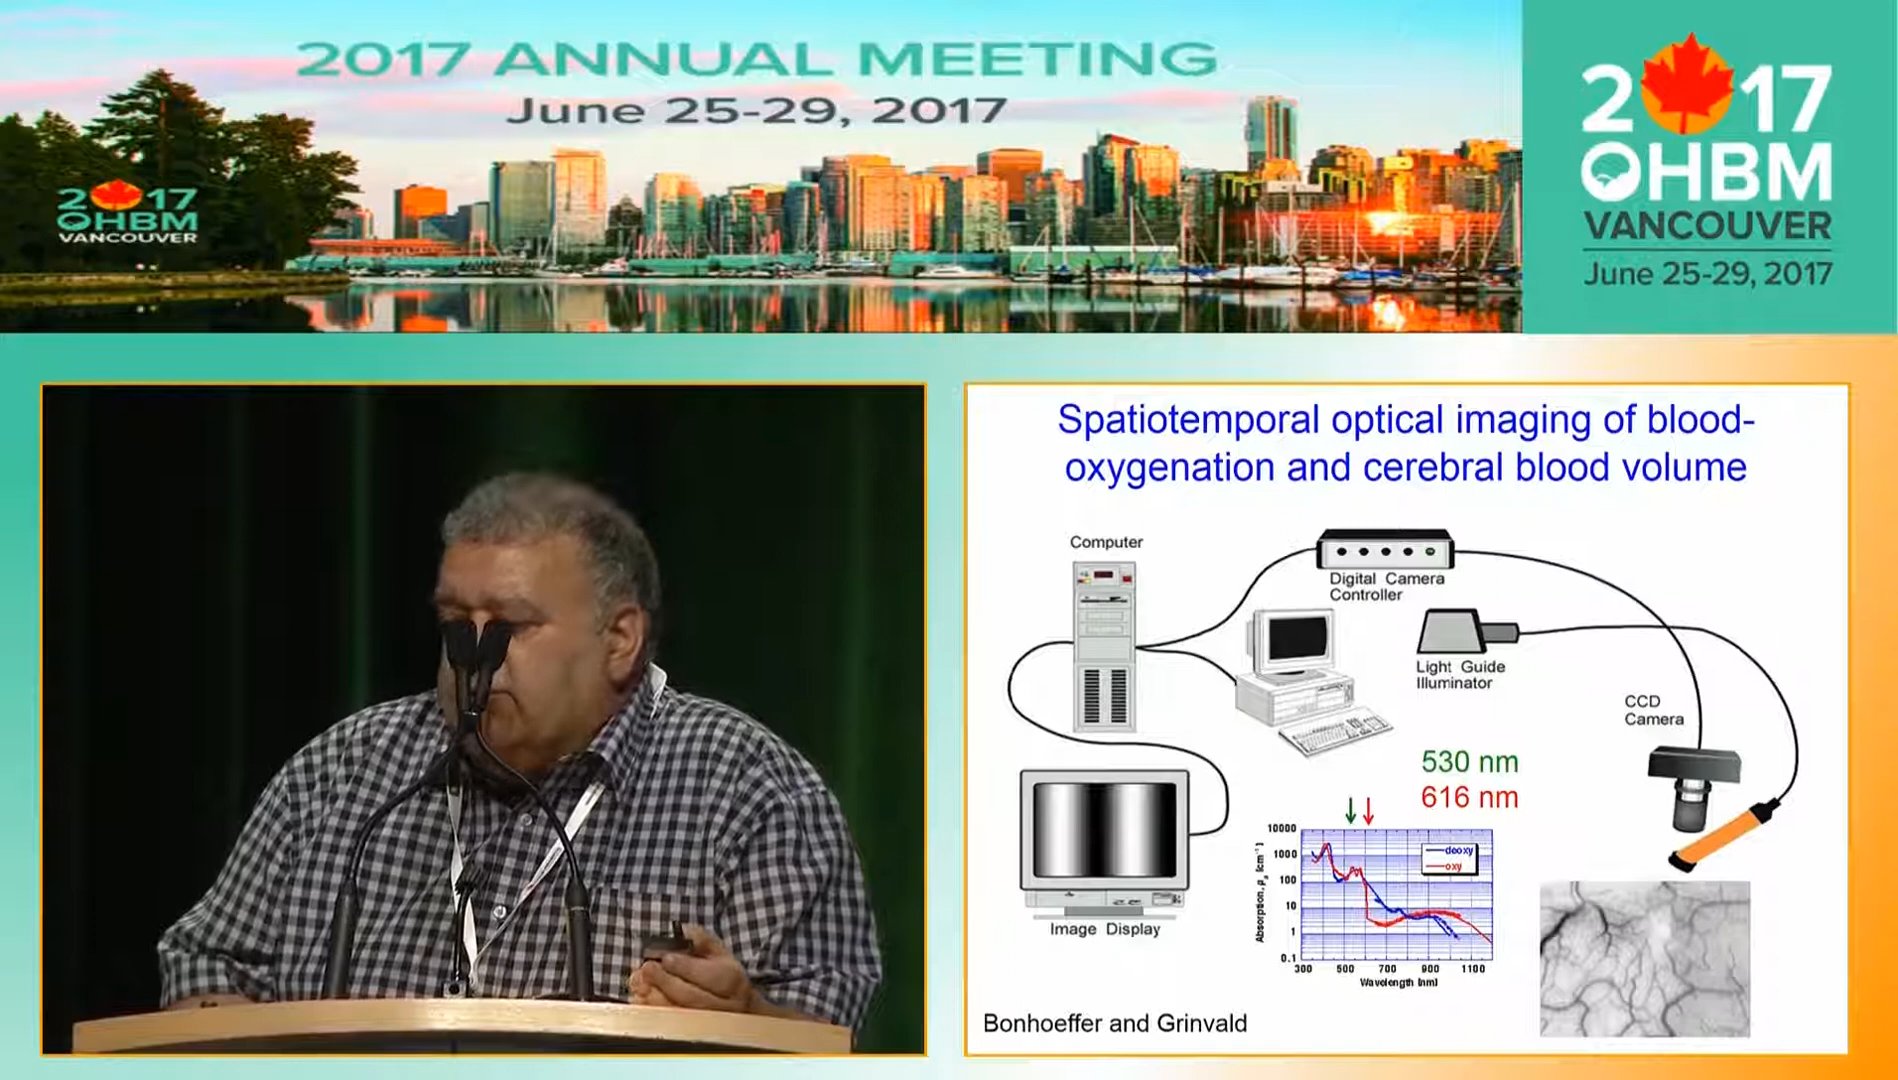 2017 ANNUAL MEETING
June 25-29, 2017
2017
OHBM
VANCOUVER
2017
OHBM
VANCOUVER
June 25-29, 2017
Spatiotemporal optical imaging of blood-
oxygenation and cerebral blood volume
Computer
Digital Camera
Controller
Light Guide
Illuminator
CCD
Camera
530 nm
616 nm
Image Display
10000
1000
100
10
1
0.1
deoxy
oxy
300
500
700
900
1100
Wavelength (nm)
Bonhoeffer and Grinvald